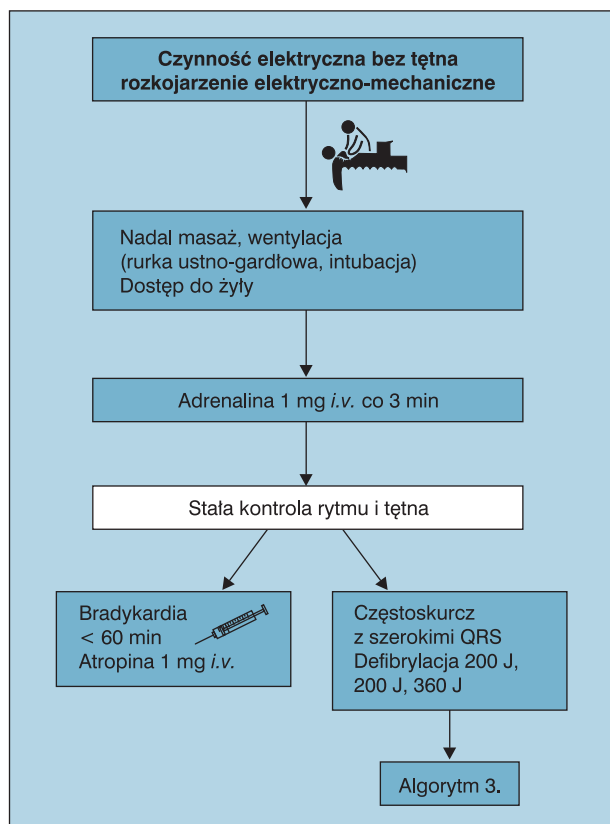 Czynność elektryczna bez tętna
rozkojarzenie elektryczno-mechaniczne
Nadal masaż, wentylacja
(rurka ustno-gardłowa, intubacja)
Dostęp do żyły
Adrenalina 1 mg i.v. co 3 min
Stała kontrola rytmu i tętna
Bradykardia
< 60 min
Atropina 1 mg i.v.
Częstoskurcz
z szerokimi QRS
Defibrylacja 200 J,
200 J, 360 J
Algorytm 3.